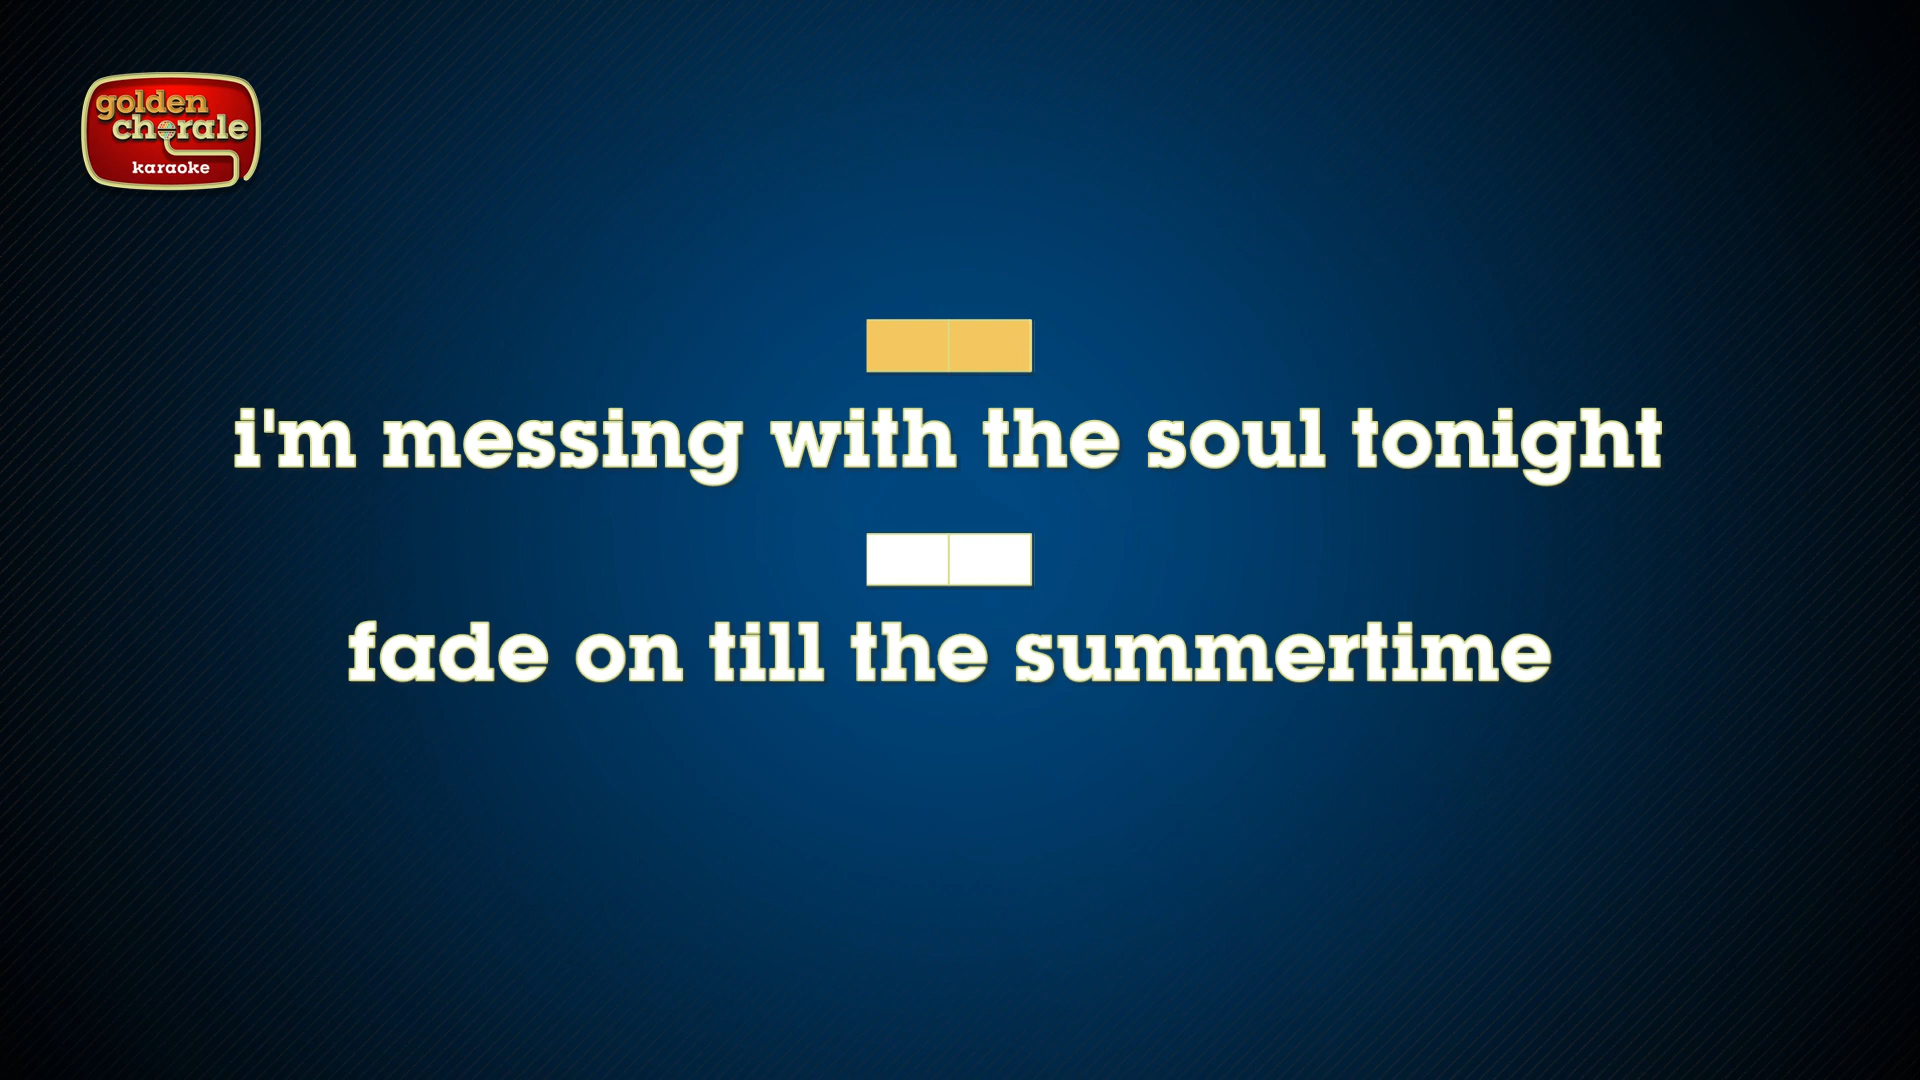 golden
chorale
karaoke
i'm messing with the soul tonight
fade on till the summertime